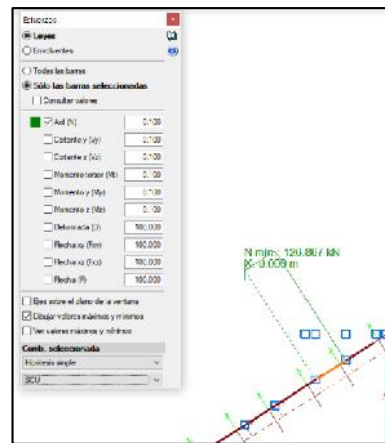 Esfuerzos
Leyes
Envolventes
Todas las barras
Sólo las barras seleccionadas
Consultar valores
Axil (N) 0.100
Cortante y (Vy) 0.100
Cortante z (Vz) 0.100
Momento torsor (Mt) 0.100
Momento y (My) 0.100
Momento z (Mz) 0.100
Deformada (D) 100.000
Flecha xy (Fxy) 100.000
Flecha xz (Fxz) 100.000
Flecha (F) 100.000
Ejes sobre el plano de la ventana
Dibujar valores máximos y mínimos
Ver valores máximos y mínimos
Comb. seleccionada
Hipótesis simple
N mín.: 126.867 kN
X: 0.000 m